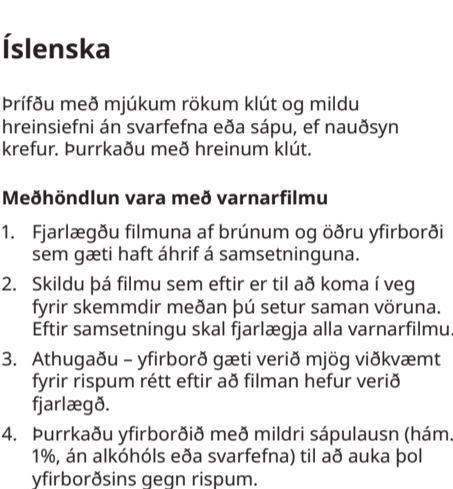 Íslenska
Þrífðu með mjúkum rökum klút og mildu
hreinsiefni án svarfefna eða sápu, ef nauðsyn
krefur. Þurrkaðu með hreinum klút.
Meðhöndlun vara með varnarfilmu
1. Fjarlægðu filmuna af brúnum og öðru yfirborði
sem gæti haft áhrif á samsetninguna.
2. Skildu þá filmu sem eftir er til að koma í veg
fyrir skemmdir meðan þú setur saman vöruna.
Eftir samsetningu skal fjarlægja alla varnarfilmu.
3. Athugaðu – yfirborð gæti verið mjög viðkvæmt
fyrir rispum rétt eftir að filman hefur verið
fjarlægð.
4. Þurrkaðu yfirborðið með mildri sápulausn (hám.
1%, án alkóhóls eða svarfefna) til að auka þol
yfirborðsins gegn rispum.